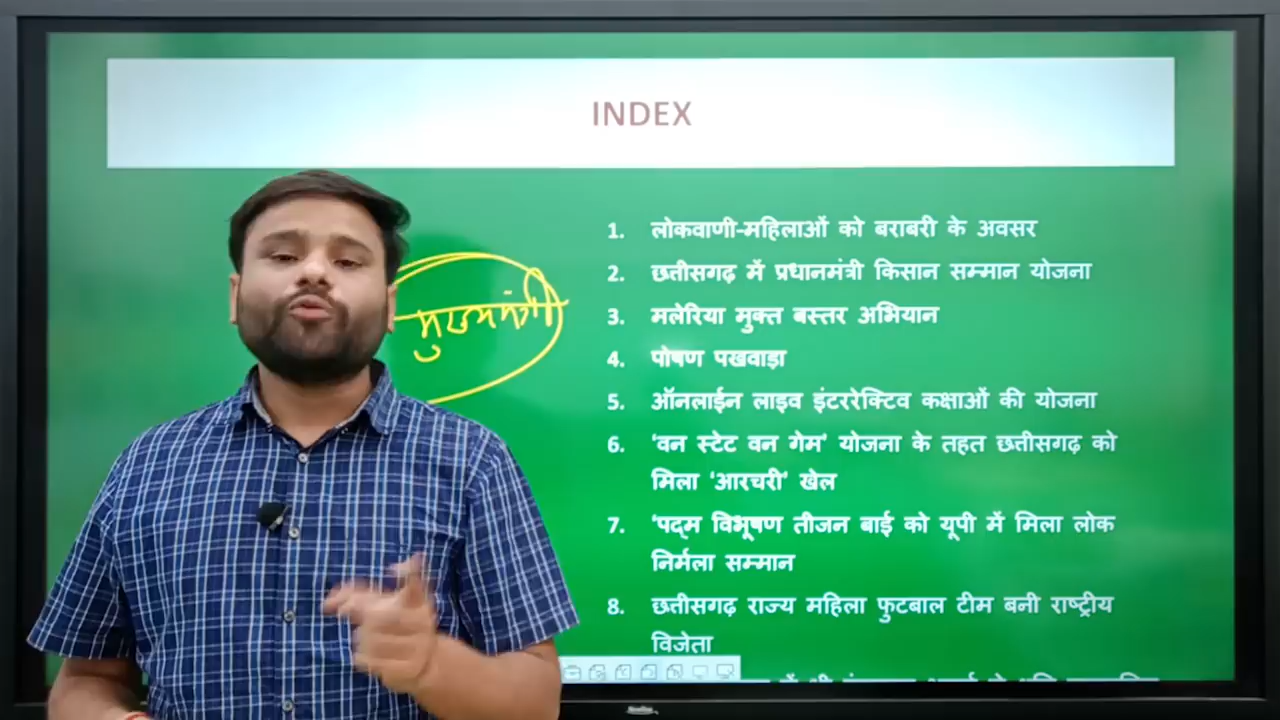 INDEX
1. लोकवाणी-महिलाओं को बराबरी के अवसर
2. छत्तीसगढ़ में प्रधानमंत्री किसान सम्मान योजना
3. मलेरिया मुक्त बस्तर अभियान
4. पोषण पखवाड़ा
5. ऑनलाईन लाइव इंटररेक्टिव कक्षाओं की योजना
6. 'वन स्टेट वन गेम' योजना के तहत छत्तीसगढ़ को
मिला 'आरचरी' खेल
7. 'पद्म विभूषण तीजन बाई को यूपी में मिला लोक
निर्मला सम्मान
8. छत्तीसगढ़ राज्य महिला फुटबाल टीम बनी राष्ट्रीय
विजेता